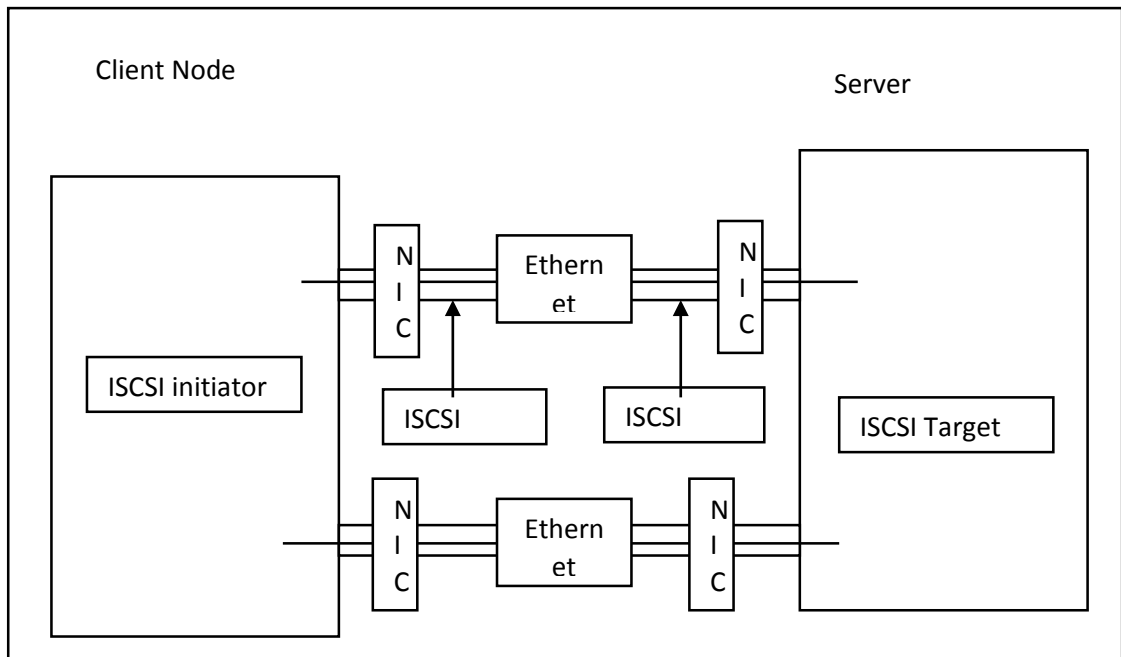 Client Node
Server
N
I
C
Ethern
et
N
I
C
ISCSI initiator
ISCSI
ISCSI
ISCSI Target
N
I
C
Ethern
et
N
I
C